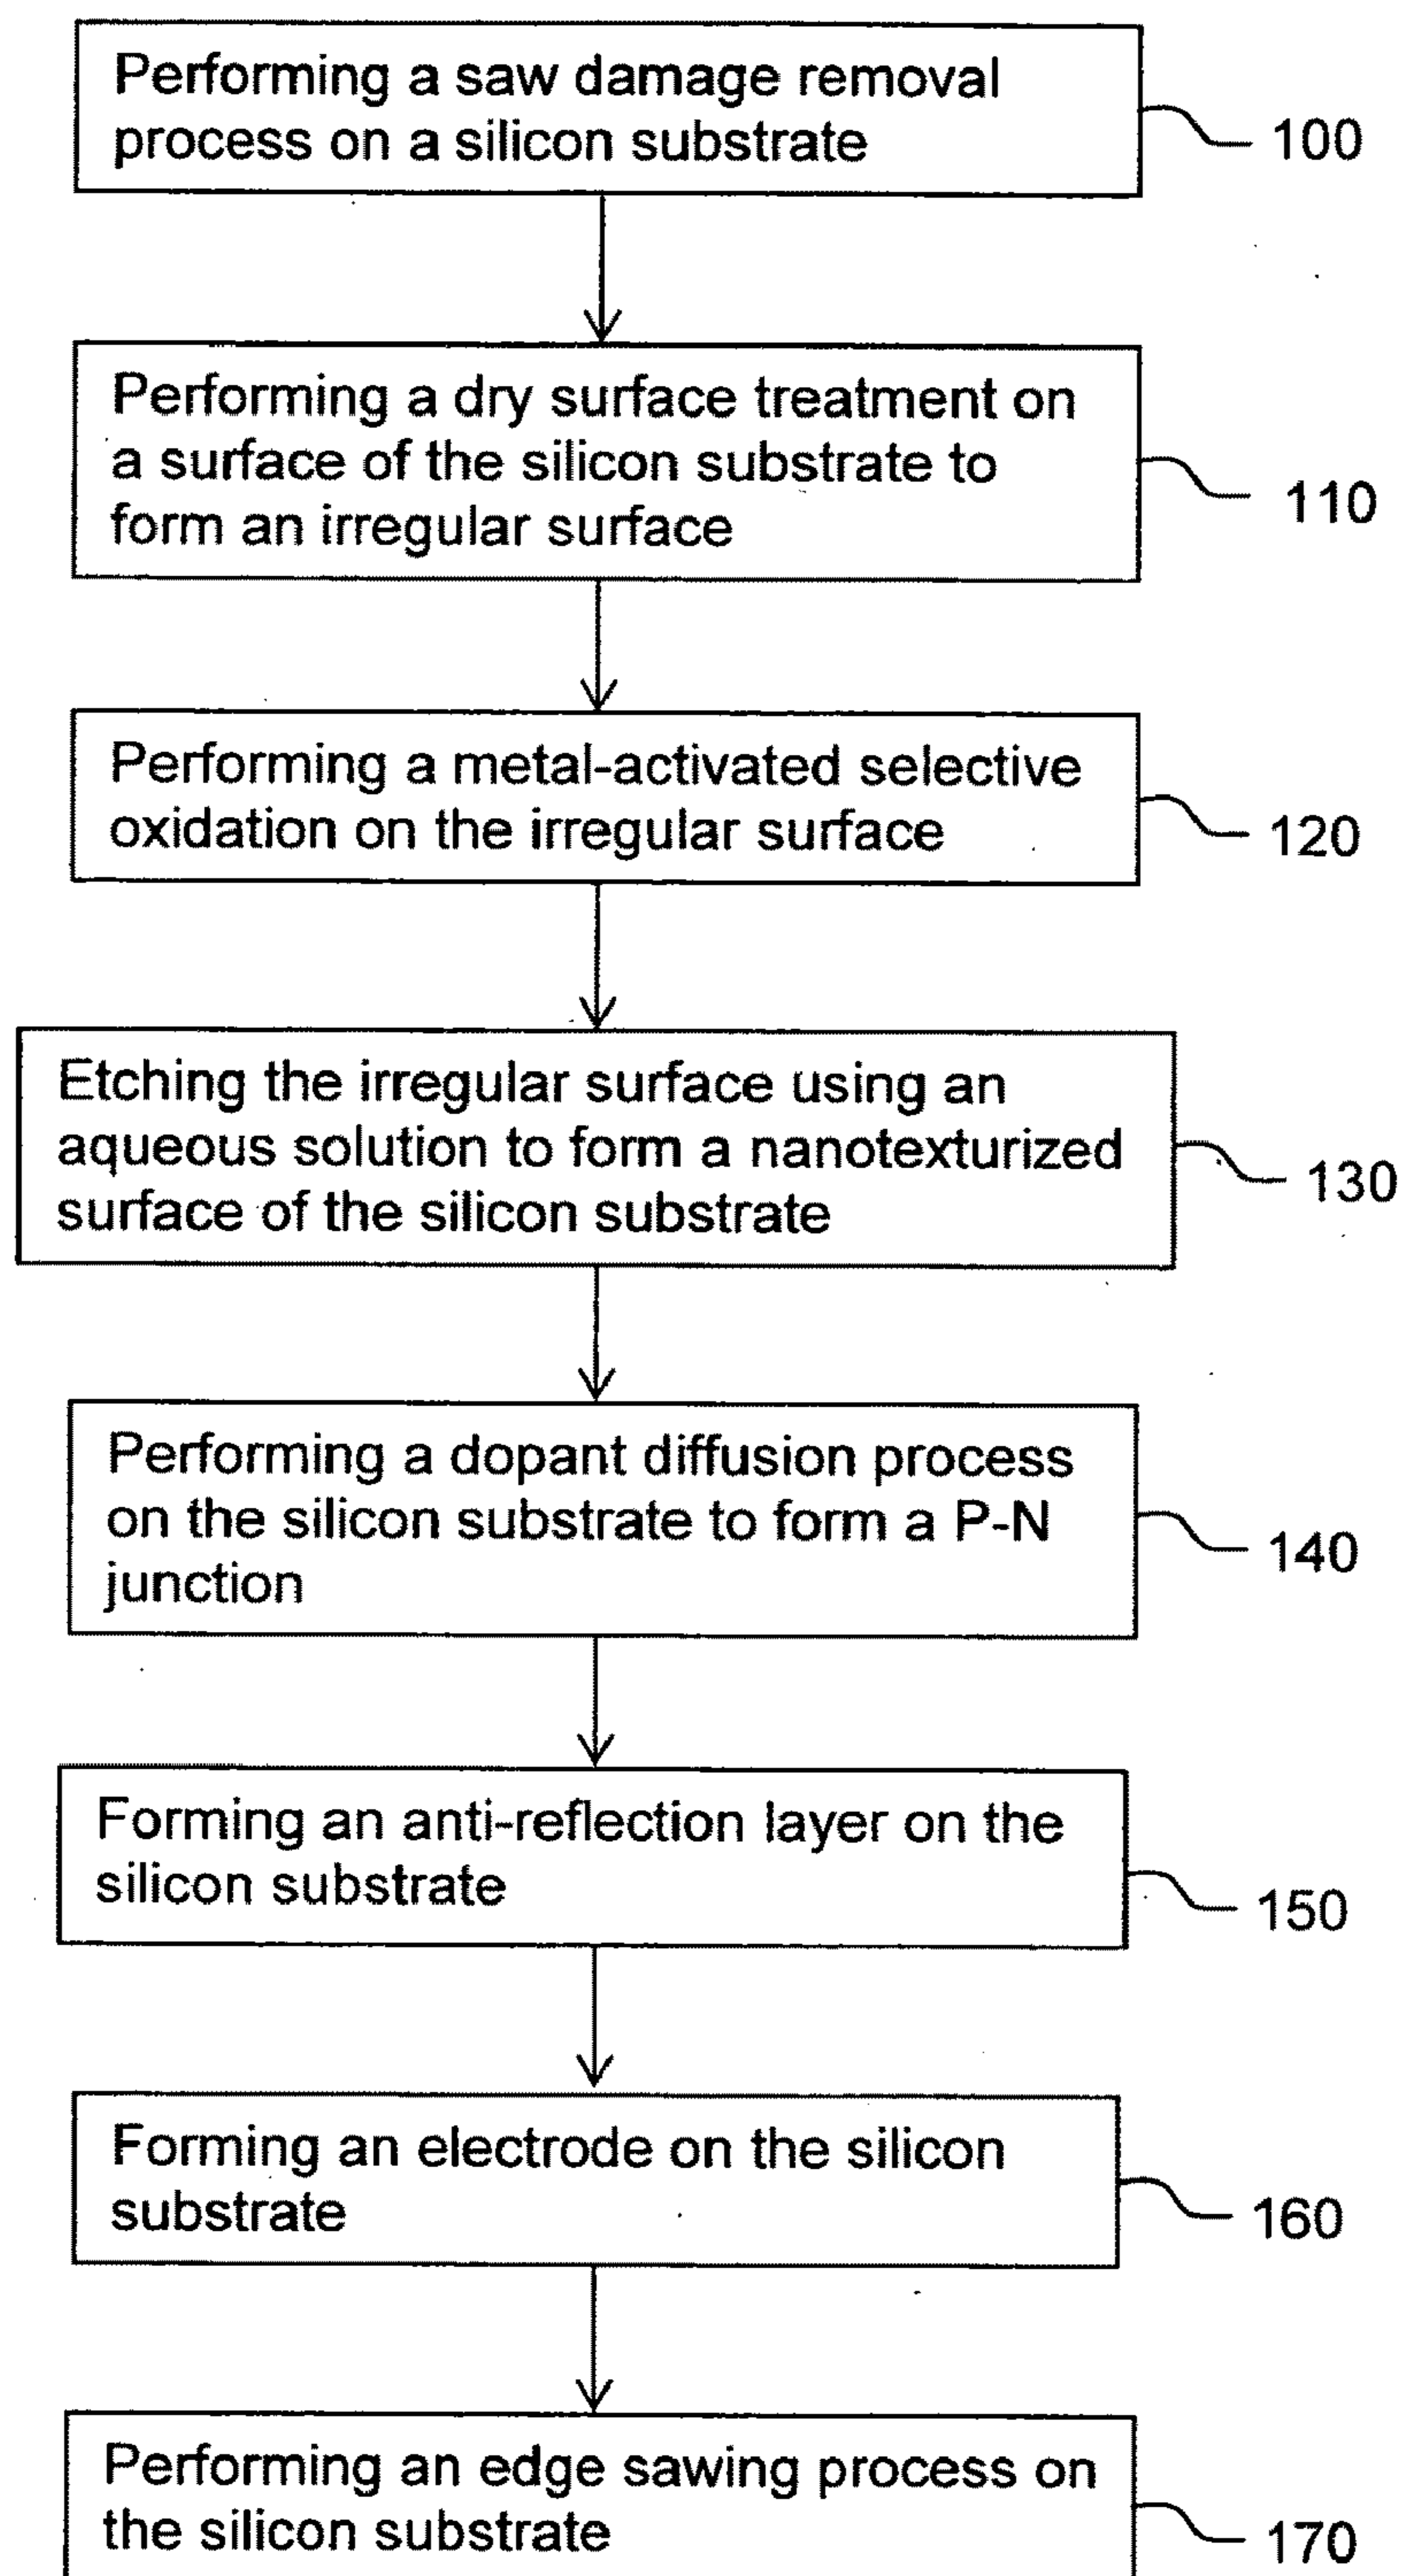 Performing a saw damage removal
process on a silicon substrate
100
Performing a dry surface treatment on
a surface of the silicon substrate to
form an irregular surface
110
Performing a metal-activated selective
oxidation on the irregular surface
120
Etching the irregular surface using an
aqueous solution to form a nanotexturized
surface of the silicon substrate
130
Performing a dopant diffusion process
on the silicon substrate to form a P-N
junction
140
Forming an anti-reflection layer on the
silicon substrate
150
Forming an electrode on the silicon
substrate
160
Performing an edge sawing process on
the silicon substrate
170